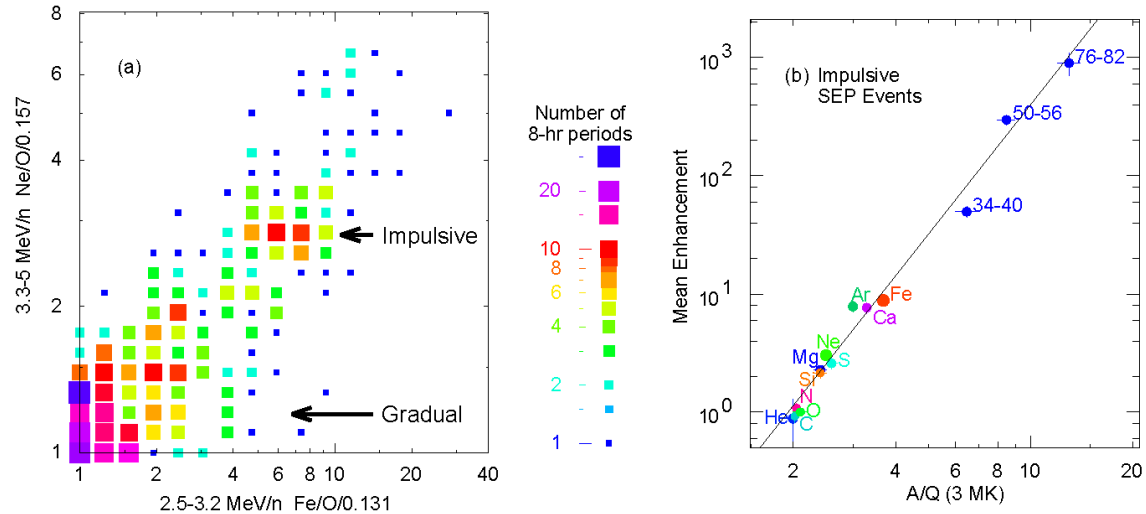 (a)
3.3-5 MeV/n Ne/O/0.157
8
6
4
2
1
1
2
4
6
8
10
20
40
2.5-3.2 MeV/n Fe/O/0.131
Impulsive
Gradual
Number of
8-hr periods
20
10
8
6
4
2
1
(b) Impulsive
SEP Events
Mean Enhancement
10³
10²
10¹
10⁰
76-82
50-56
34-40
Ar
Fe
Ca
Ne
Mg
S
Si
N
He
O
C
2
4
6
8
10
20
A/Q (3 MK)